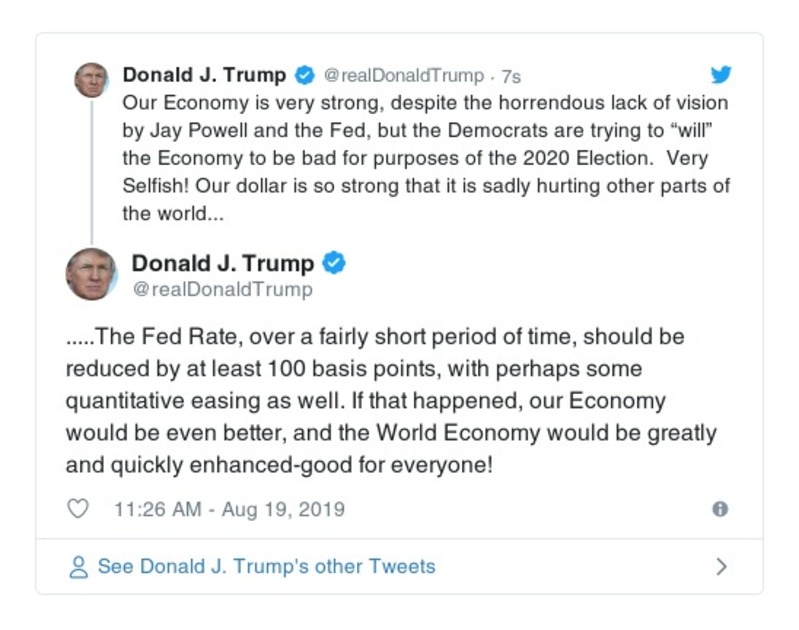 Donald J. Trump @realDonaldTrump · 7s
Our Economy is very strong, despite the horrendous lack of vision
by Jay Powell and the Fed, but the Democrats are trying to “will”
the Economy to be bad for purposes of the 2020 Election.  Very
Selfish! Our dollar is so strong that it is sadly hurting other parts of
the world...
Donald J. Trump
@realDonaldTrump
.....The Fed Rate, over a fairly short period of time, should be
reduced by at least 100 basis points, with perhaps some
quantitative easing as well. If that happened, our Economy
would be even better, and the World Economy would be greatly
and quickly enhanced-good for everyone!
11:26 AM - Aug 19, 2019
See Donald J. Trump's other Tweets